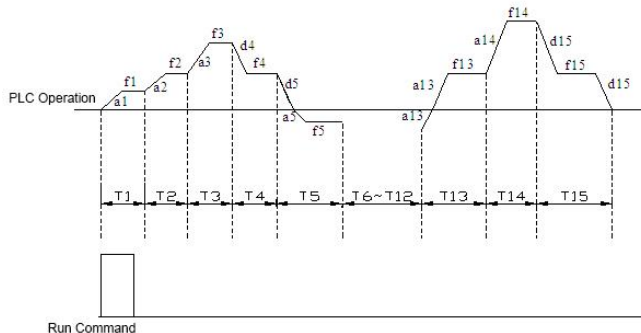 f14
f3
a14
d15
f2
d4
f13
f15
f1
a3
f4
a2
d5
a13
d15
PLC Operation
a1
a5
f5
a13
T1
T2
T3
T4
T5
T6~T12
T13
T14
T15
Run Command